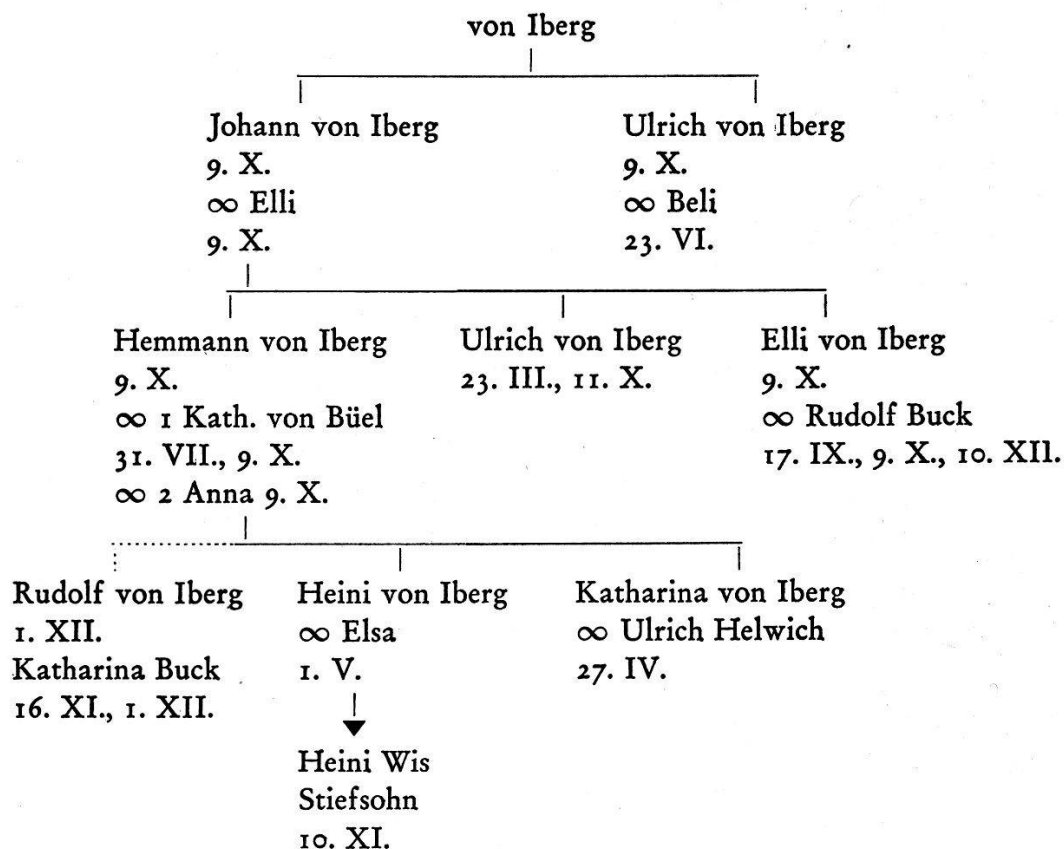 von Iberg
Johann von Iberg
9. X.
∞ Elli
9. X.
Ulrich von Iberg
9. X.
∞ Beli
23. VI.
Hemmann von Iberg
9. X.
∞ 1 Kath. von Büel
31. VII., 9. X.
∞ 2 Anna 9. X.
Ulrich von Iberg
23. III., 11. X.
Elli von Iberg
9. X.
∞ Rudolf Buck
17. IX., 9. X., 10. XII.
Rudolf von Iberg
1. XII.
Katharina Buck
16. XI., 1. XII.
Heini von Iberg
∞ Elsa
1. V.
Heini Wis
Stiefsohn
10. XI.
Katharina von Iberg
∞ Ulrich Helwich
27. IV.